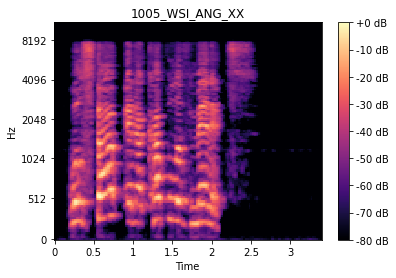 1005_WSI_ANG_XX
+0 dB
8192
-10 dB
4096
-20 dB
-30 dB
2048
Hz
-40 dB
1024
-50 dB
-60 dB
512
-70 dB
0
-80 dB
0 0.5 1 1.5 2 2.5 3
Time